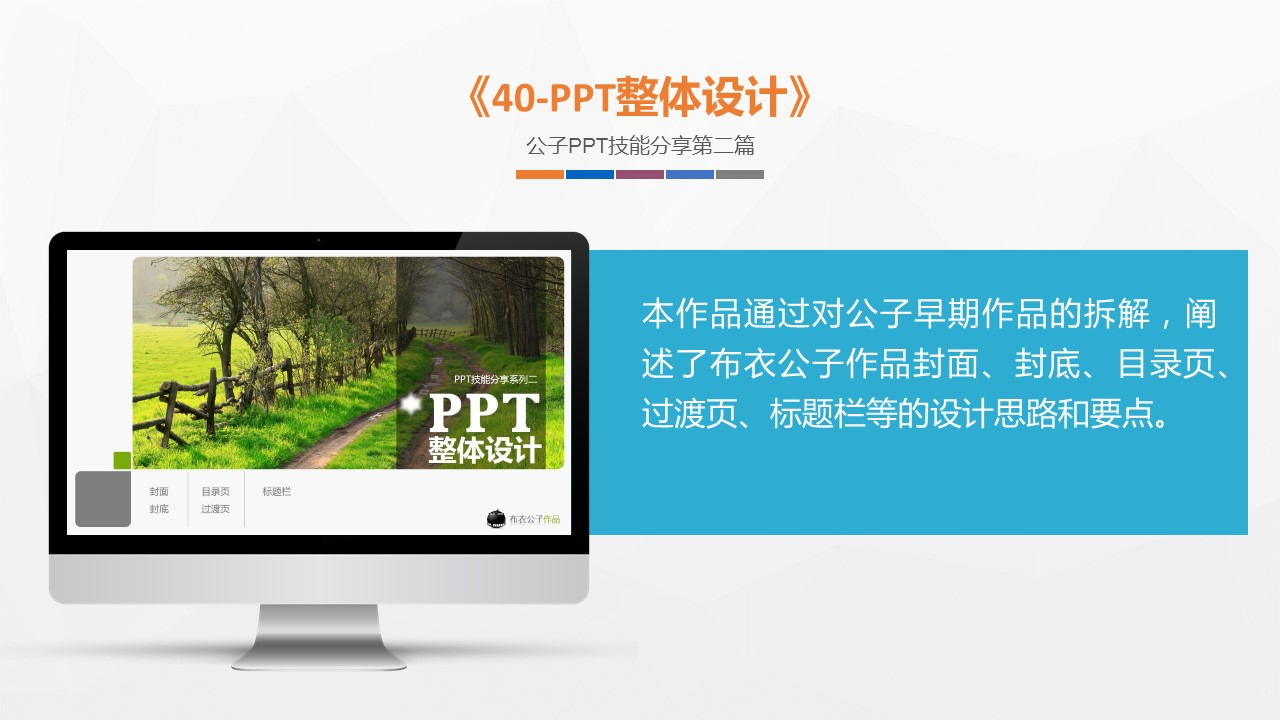 《40-PPT整体设计》
公子PPT技能分享第二篇
本作品通过对公子早期作品的拆解，阐
述了布衣公子作品封面、封底、目录页、
过渡页、标题栏等的设计思路和要点。
PPT技能分享系列二
PPT
整体设计
封面
封底
目录页
过渡页
标题栏
布衣公子作品